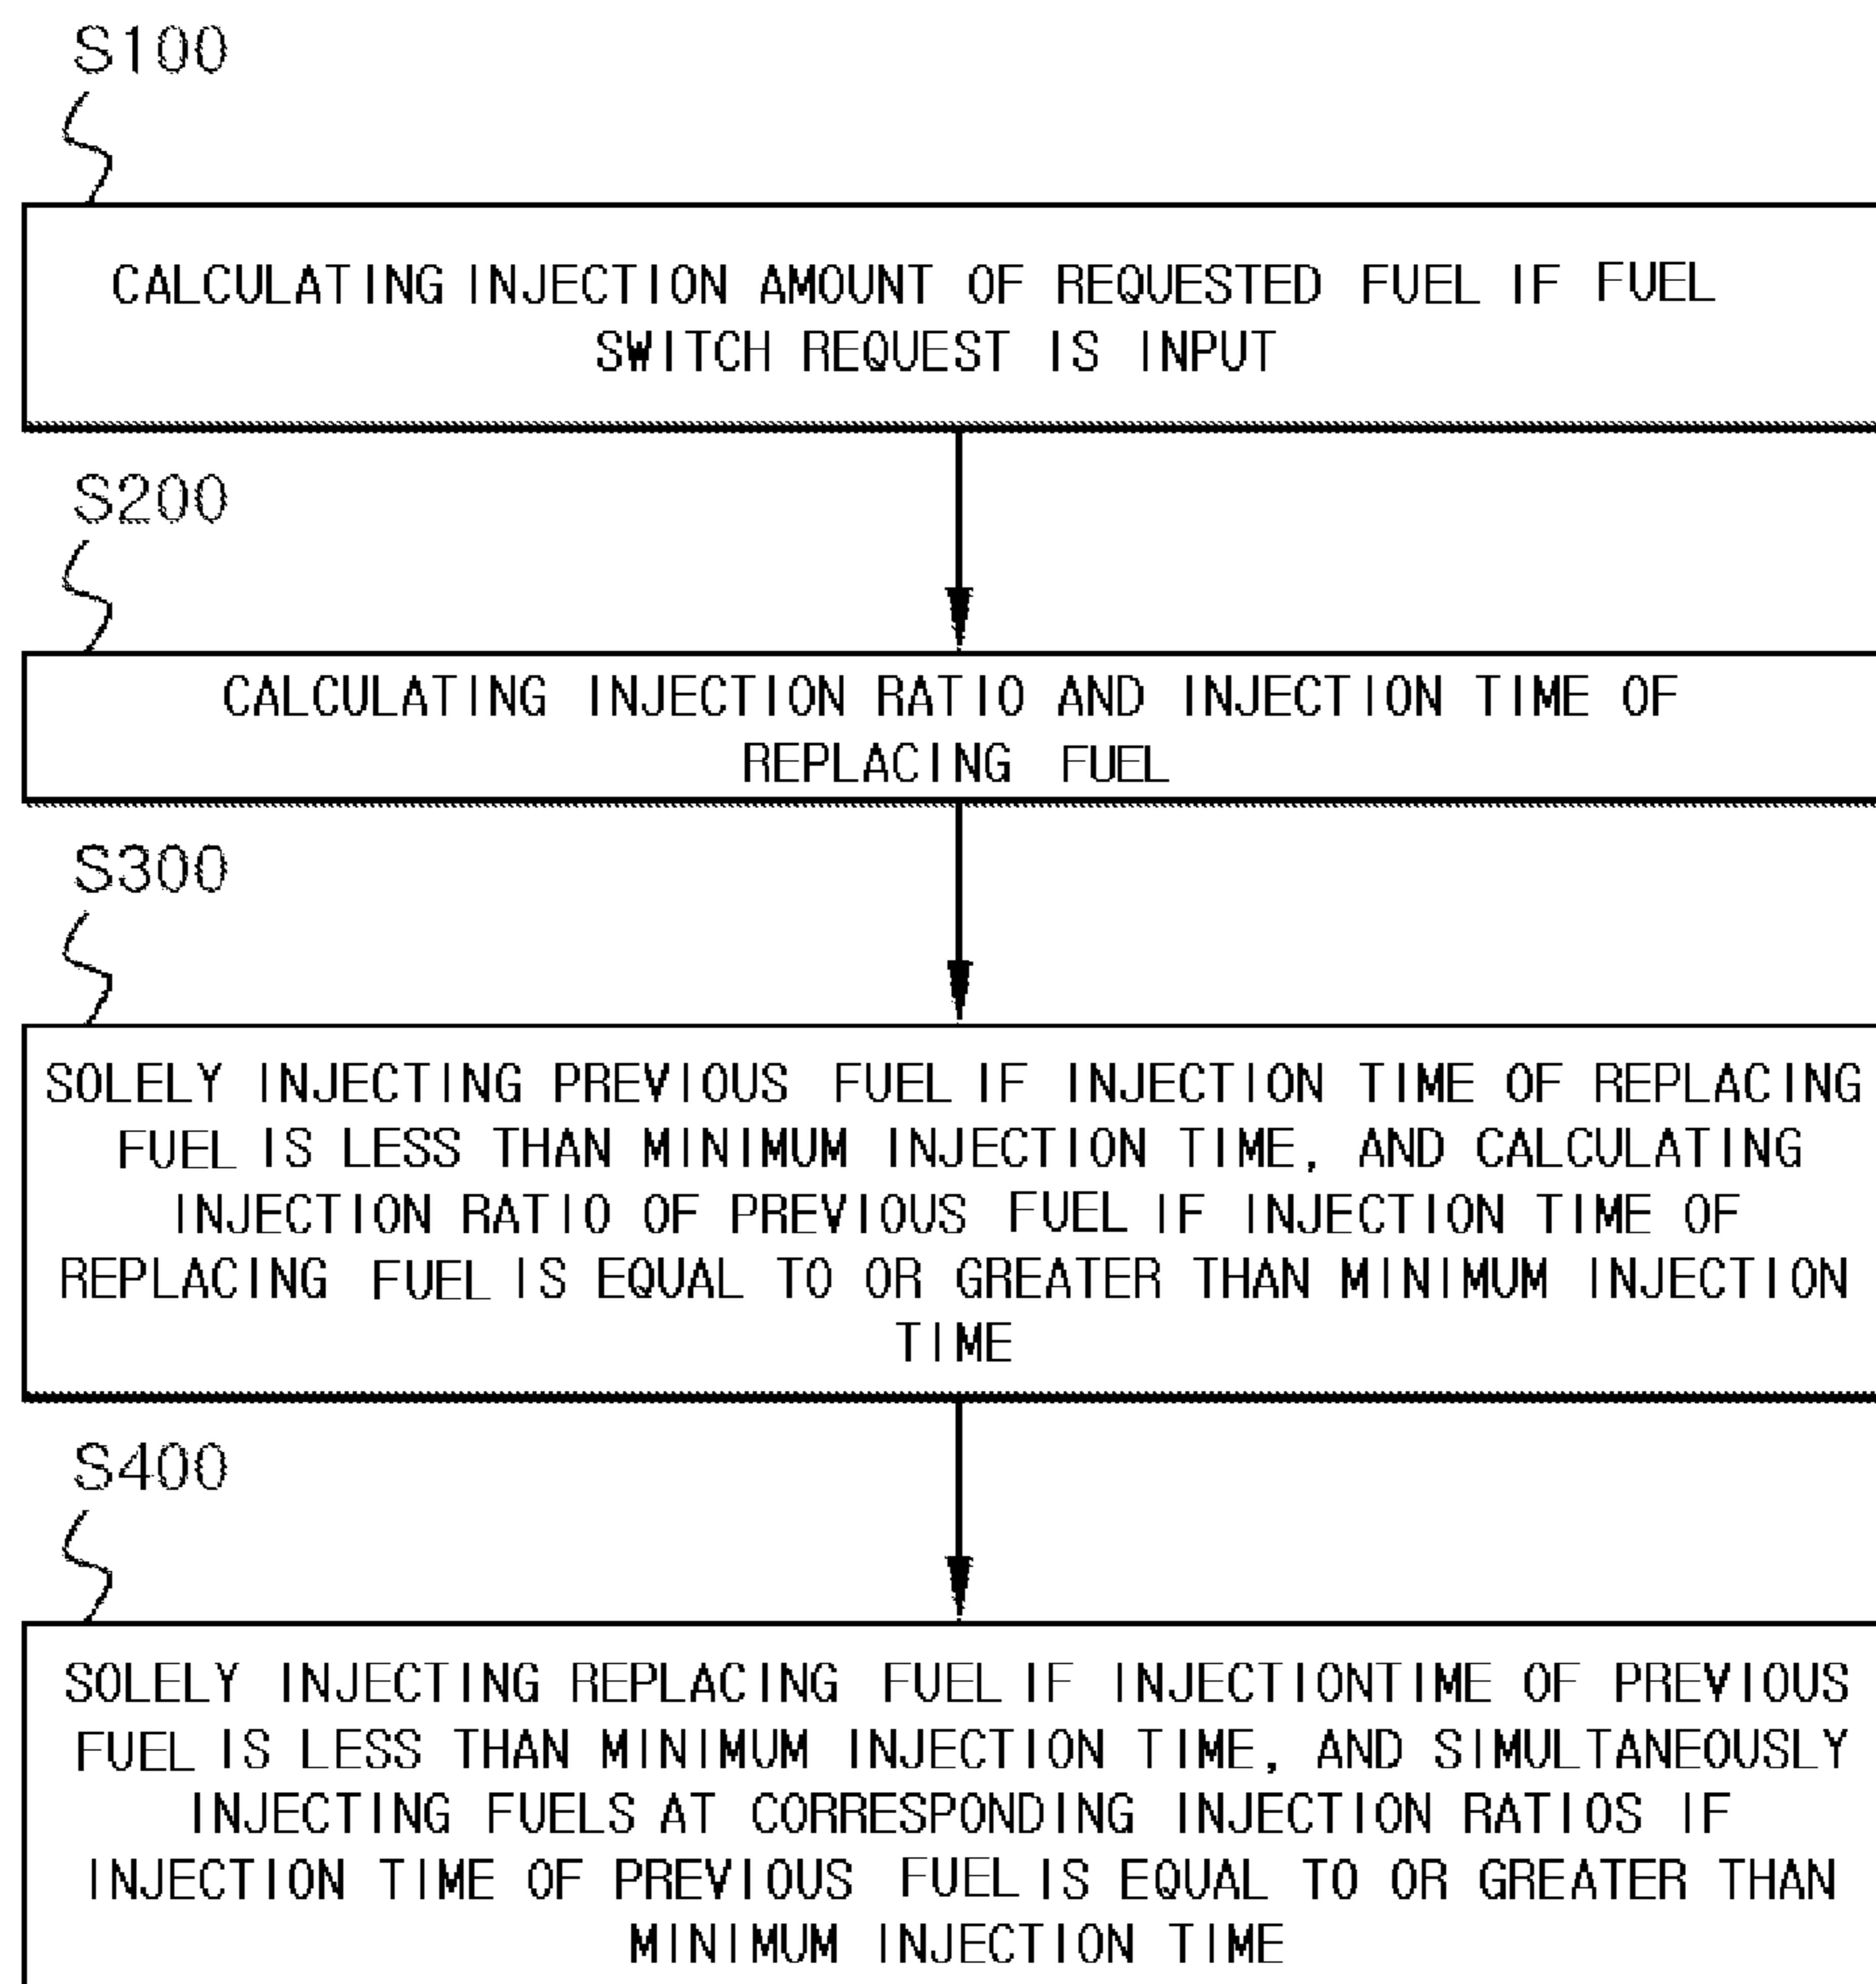 S100
CALCULATING INJECTION AMOUNT OF REQUESTED FUEL IF FUEL
SWITCH REQUEST IS INPUT
S200
CALCULATING INJECTION RATIO AND INJECTION TIME OF
REPLACING FUEL
S300
SOLELY INJECTING PREVIOUS FUEL IF INJECTION TIME OF REPLACING
FUEL IS LESS THAN MINIMUM INJECTION TIME, AND CALCULATING
INJECTION RATIO OF PREVIOUS FUEL IF INJECTION TIME OF
REPLACING FUEL IS EQUAL TO OR GREATER THAN MINIMUM INJECTION
TIME
S400
SOLELY INJECTING REPLACING FUEL IF INJECTIONTIME OF PREVIOUS
FUEL IS LESS THAN MINIMUM INJECTION TIME, AND SIMULTANEOUSLY
INJECTING FUELS AT CORRESPONDING INJECTION RATIOS IF
INJECTION TIME OF PREVIOUS FUEL IS EQUAL TO OR GREATER THAN
MINIMUM INJECTION TIME